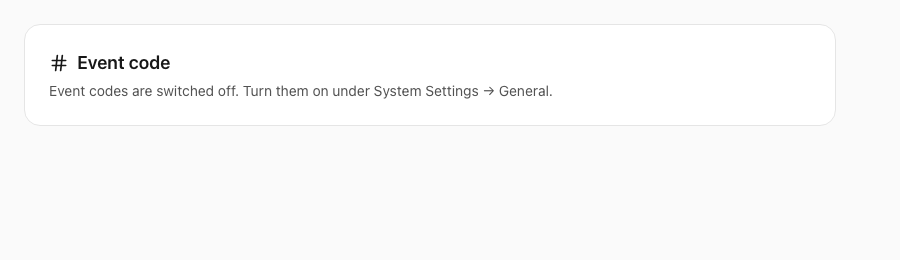 # Event code
Event codes are switched off. Turn them on under System Settings → General.